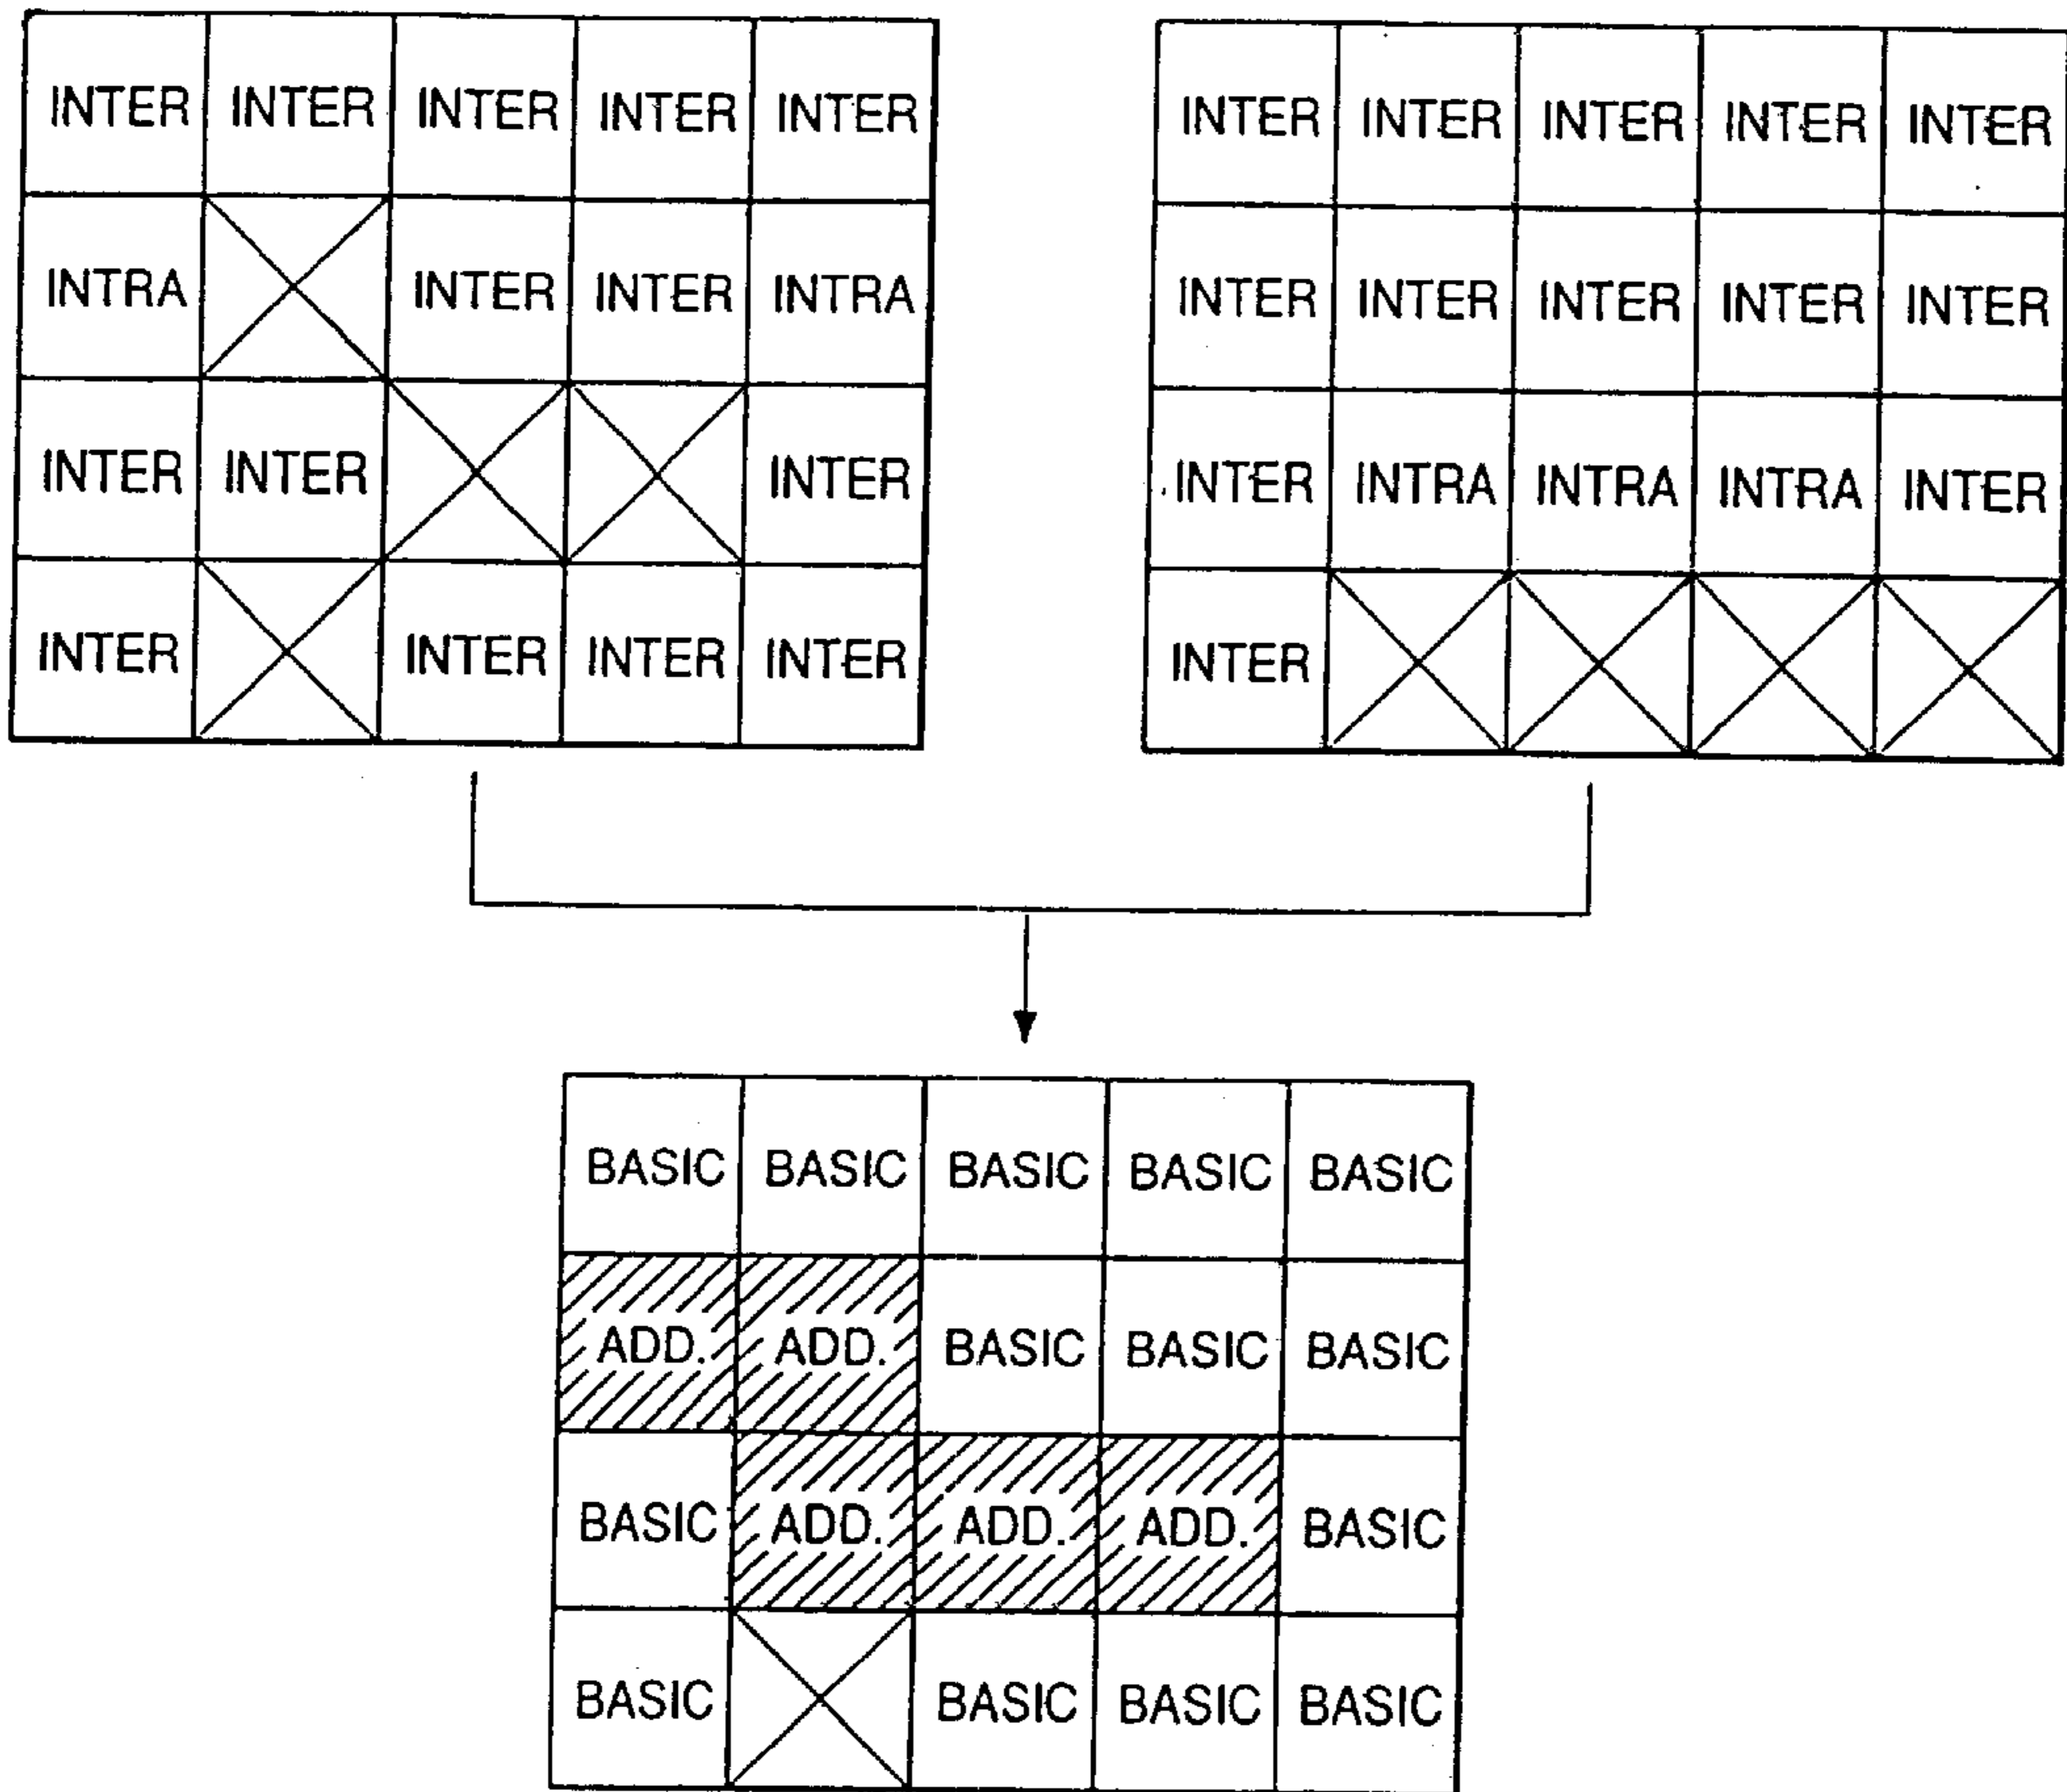 INTER INTER INTER INTER INTER
INTRA INTER INTER INTRA
INTER INTER INTER
INTER INTER INTER INTER
INTER INTER INTER INTER INTER
INTER INTER INTER INTER INTER
INTER INTRA INTRA INTRA INTER
INTER
BASIC BASIC BASIC BASIC BASIC
ADD. ADD. BASIC BASIC BASIC
BASIC ADD. ADD. ADD. BASIC
BASIC BASIC BASIC BASIC